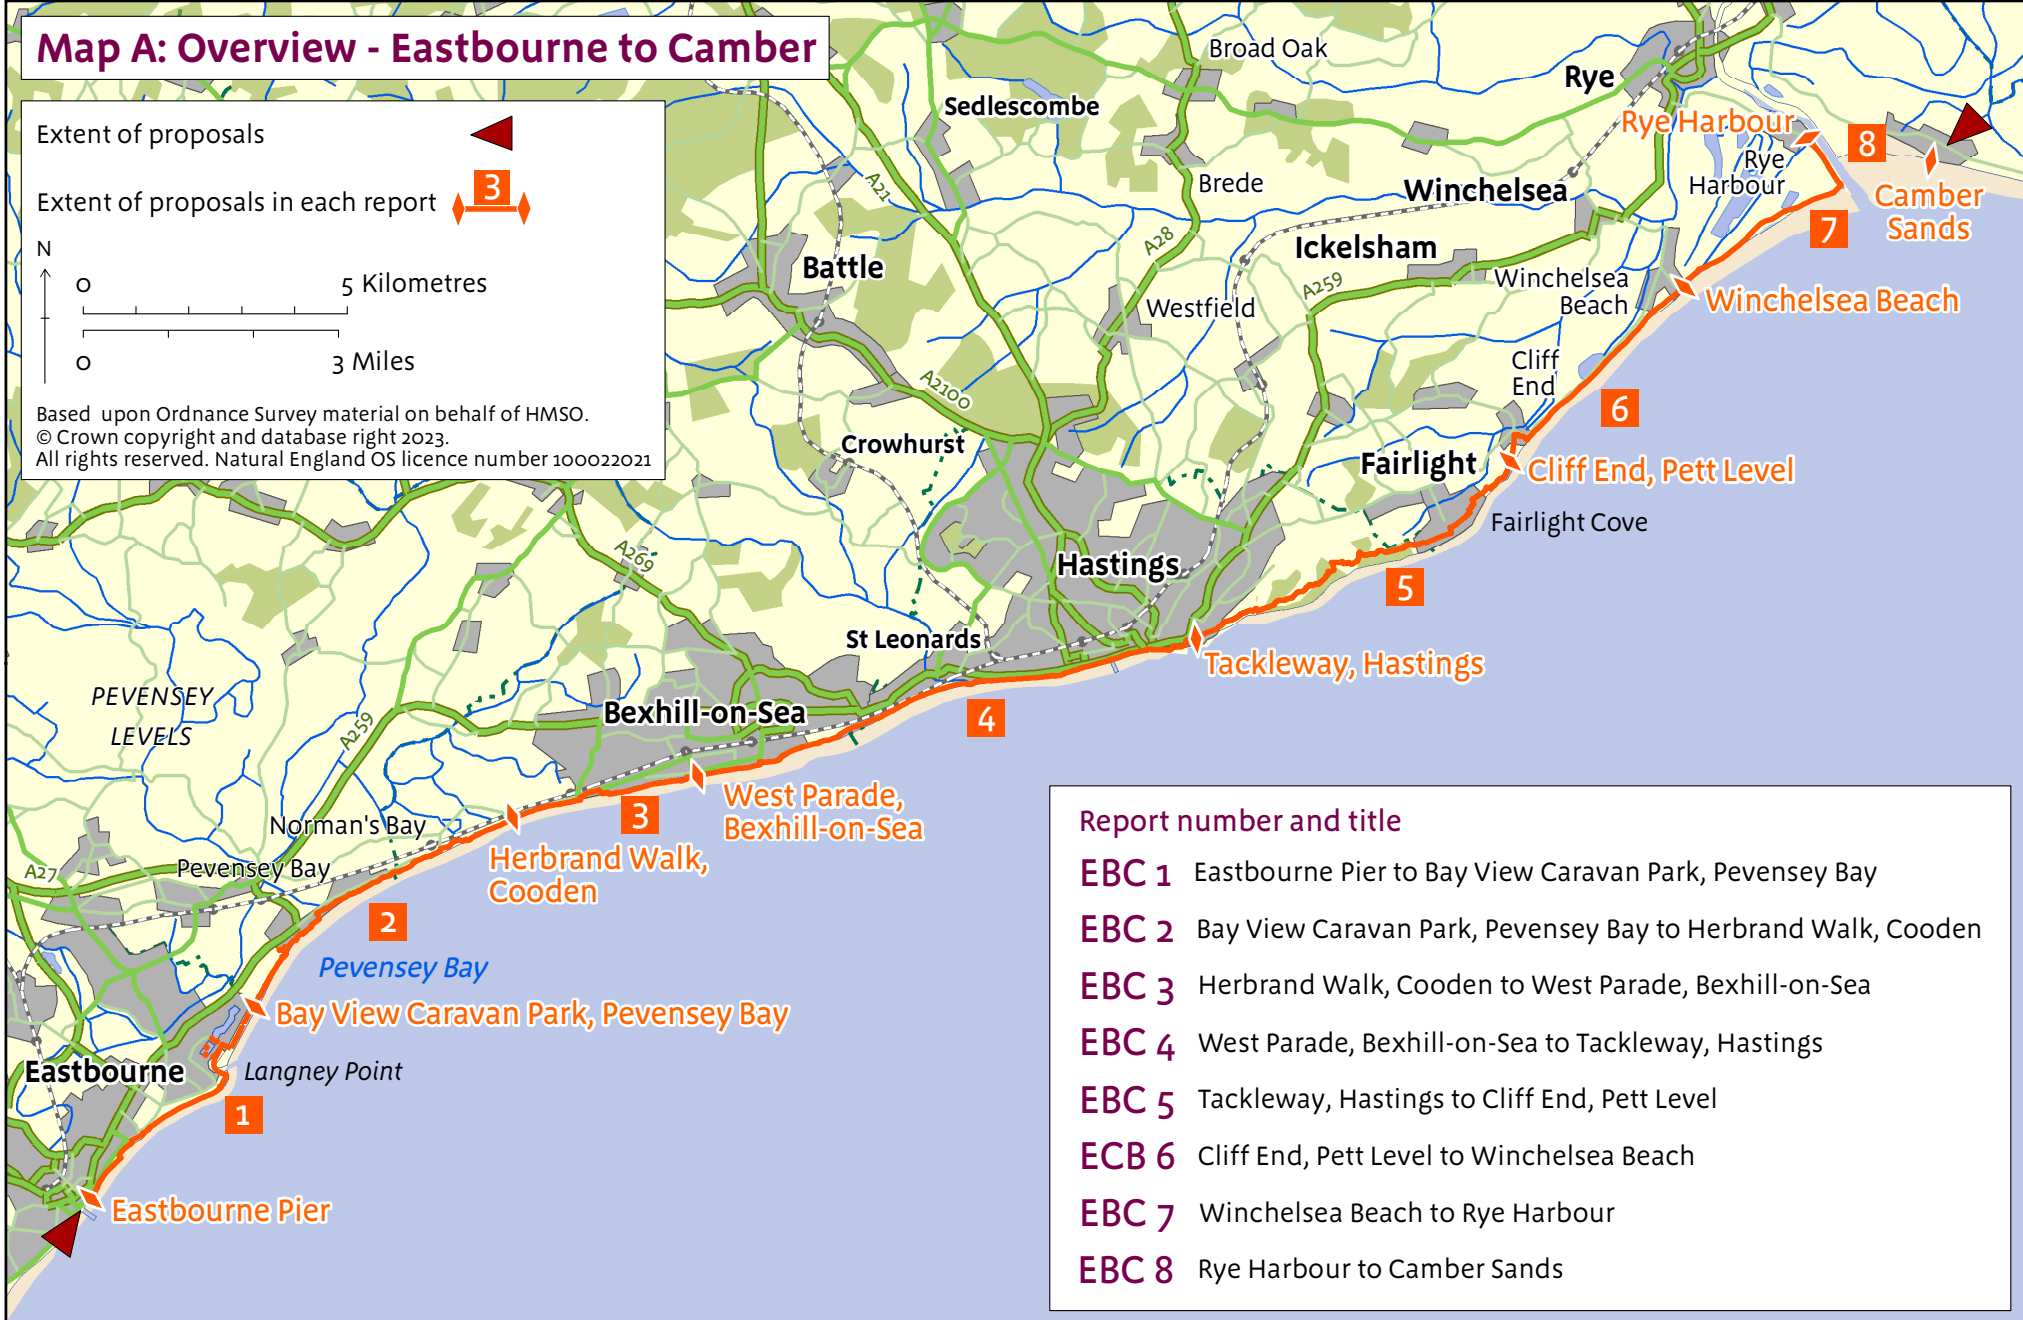 Map A: Overview - Eastbourne to Camber
Extent of proposals
Extent of proposals in each report
3
N
0
5 Kilometres
0
3 Miles
Based upon Ordnance Survey material on behalf of HMSO.
© Crown copyright and database right 2023.
All rights reserved. Natural England OS licence number 100022021
Broad Oak
Rye
Sedlescombe
Rye Harbour
8
Rye
Harbour
Camber
Sands
A21
Brede
Winchelsea
7
A28
Ickelsham
Battle
Winchelsea
Beach
A259
Winchelsea Beach
Westfield
Cliff
End
A2100
6
Crowhurst
Fairlight
Cliff End, Pett Level
Fairlight Cove
A269
Hastings
5
St Leonards
Tackleway, Hastings
PEVENSEY
LEVELS
Bexhill-on-Sea
4
A259
West Parade,
Bexhill-on-Sea
3
Norman's Bay
Herbrand Walk,
Cooden
Pevensey Bay
A27
2
Pevensey Bay
Bay View Caravan Park, Pevensey Bay
Eastbourne
Langney Point
1
Eastbourne Pier
Report number and title
EBC 1 Eastbourne Pier to Bay View Caravan Park, Pevensey Bay
EBC 2 Bay View Caravan Park, Pevensey Bay to Herbrand Walk, Cooden
EBC 3 Herbrand Walk, Cooden to West Parade, Bexhill-on-Sea
EBC 4 West Parade, Bexhill-on-Sea to Tackleway, Hastings
EBC 5 Tackleway, Hastings to Cliff End, Pett Level
ECB 6 Cliff End, Pett Level to Winchelsea Beach
EBC 7 Winchelsea Beach to Rye Harbour
EBC 8 Rye Harbour to Camber Sands